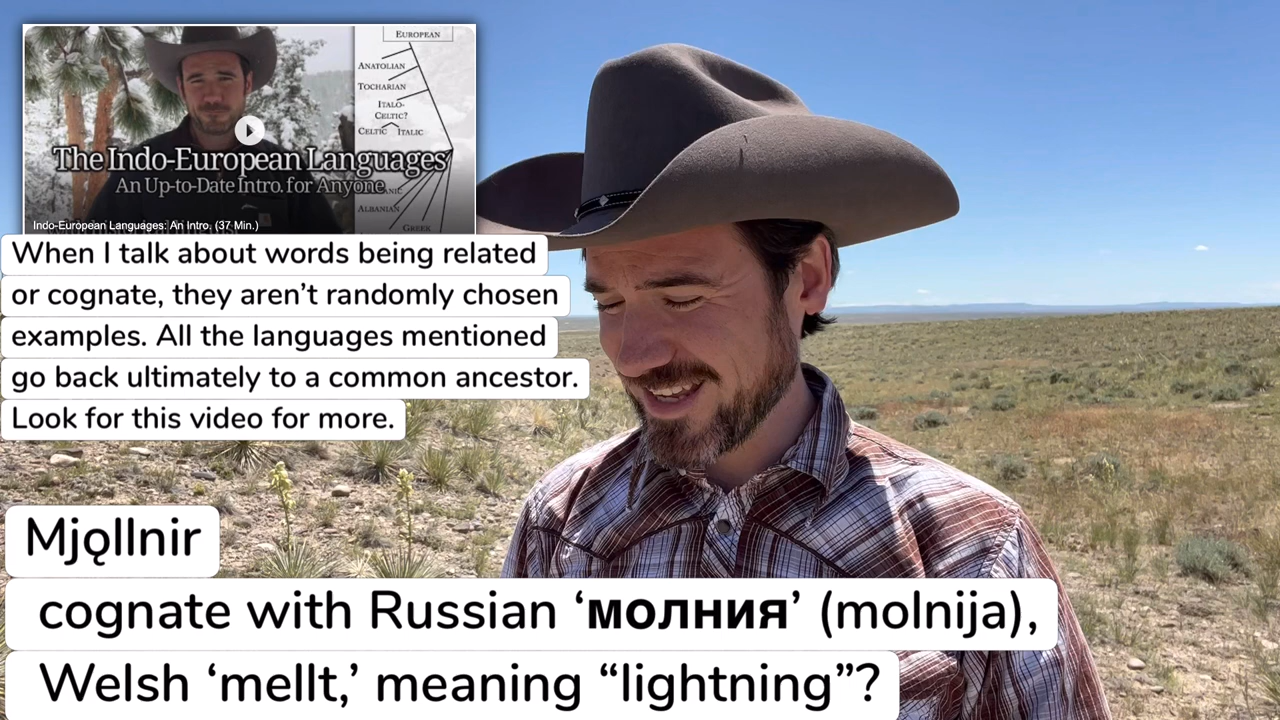 EUROPEAN
ANATOLIAN
TOCHARIAN
ITALO-
CELTIC?
CELTIC ITALIC
The Indo-European Languages
An Up-to-Date Intro. for Anyone
ALBANIAN
GREEK
Indo-European Languages: An Intro. (37 Min.)
When I talk about words being related
or cognate, they aren’t randomly chosen
examples. All the languages mentioned
go back ultimately to a common ancestor.
Look for this video for more.
Mjǫllnir
cognate with Russian ‘молния’ (molnija),
Welsh ‘mellt,’ meaning “lightning”?